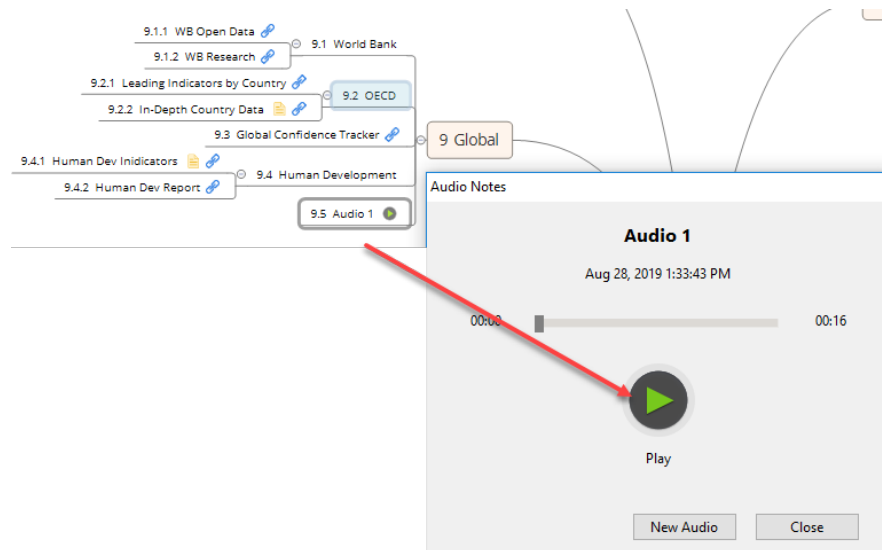 9.1.1 WB Open Data
9.1.2 WB Research
9.1 World Bank
9.2.1 Leading Indicators by Country
9.2.2 In-Depth Country Data
9.2 OECD
9.3 Global Confidence Tracker
9.4.1 Human Dev Inidicators
9.4.2 Human Dev Report
9.4 Human Development
9.5 Audio 1
9 Global
Audio Notes
Audio 1
Aug 28, 2019 1:33:43 PM
00:00
00:16
Play
New Audio
Close